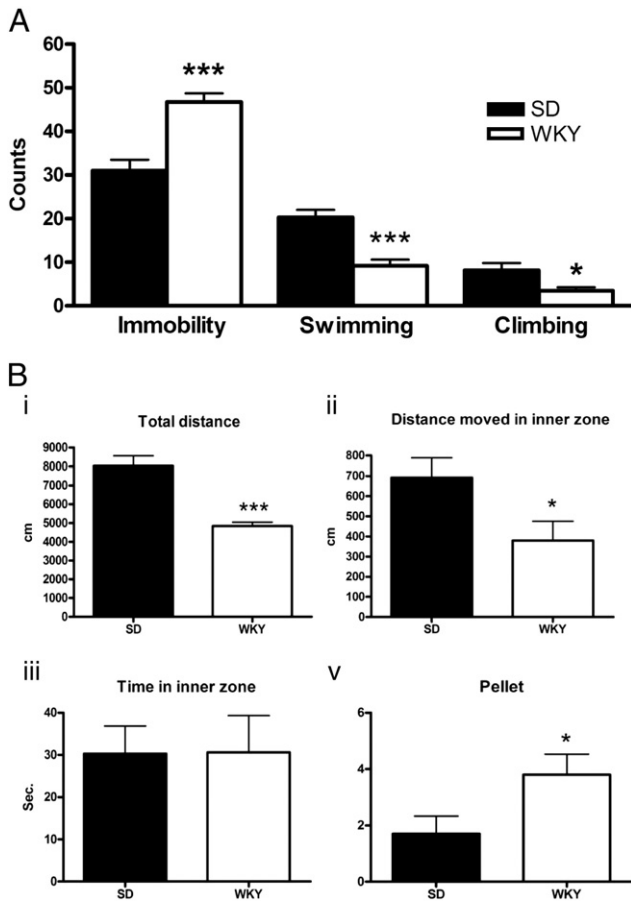 A
60
50
40
30
20
10
0
Counts
***
***
*
SD
WKY
Immobility Swimming Climbing
B
i
Total distance
9000
8000
7000
6000
5000
4000
3000
2000
1000
0
cm
***
SD WKY
ii
Distance moved in inner zone
800
700
600
500
400
300
200
100
0
cm
*
SD WKY
iii
Time in inner zone
40
30
20
10
0
Sec.
SD WKY
v
Pellet
6
4
2
0
*
SD WKY